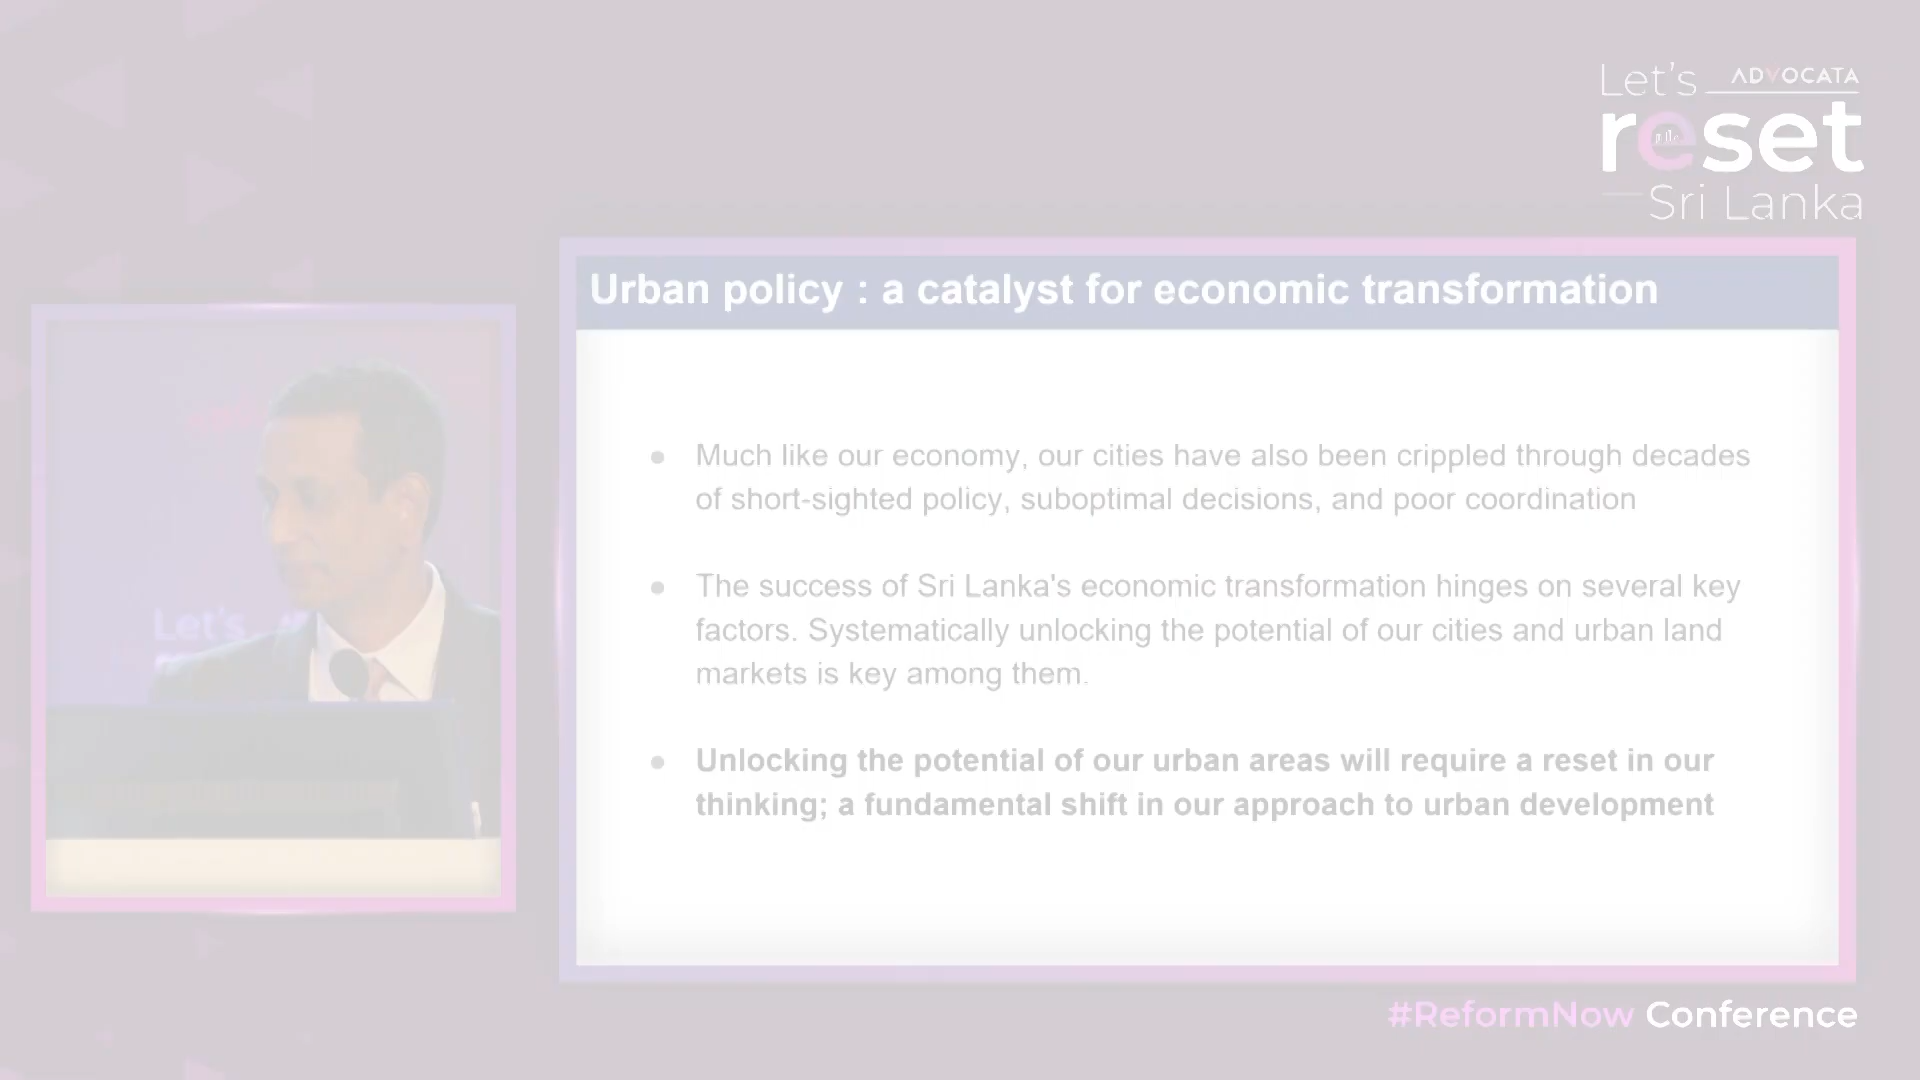 Let's ADVOCATA
reset
Sri Lanka
Urban policy : a catalyst for economic transformation
Much like our economy, our cities have also been crippled through decades
of short-sighted policy, suboptimal decisions, and poor coordination
The success of Sri Lanka's economic transformation hinges on several key
factors. Systematically unlocking the potential of our cities and urban land
markets is key among them.
Unlocking the potential of our urban areas will require a reset in our
thinking; a fundamental shift in our approach to urban development
Let's
#ReformNow Conference